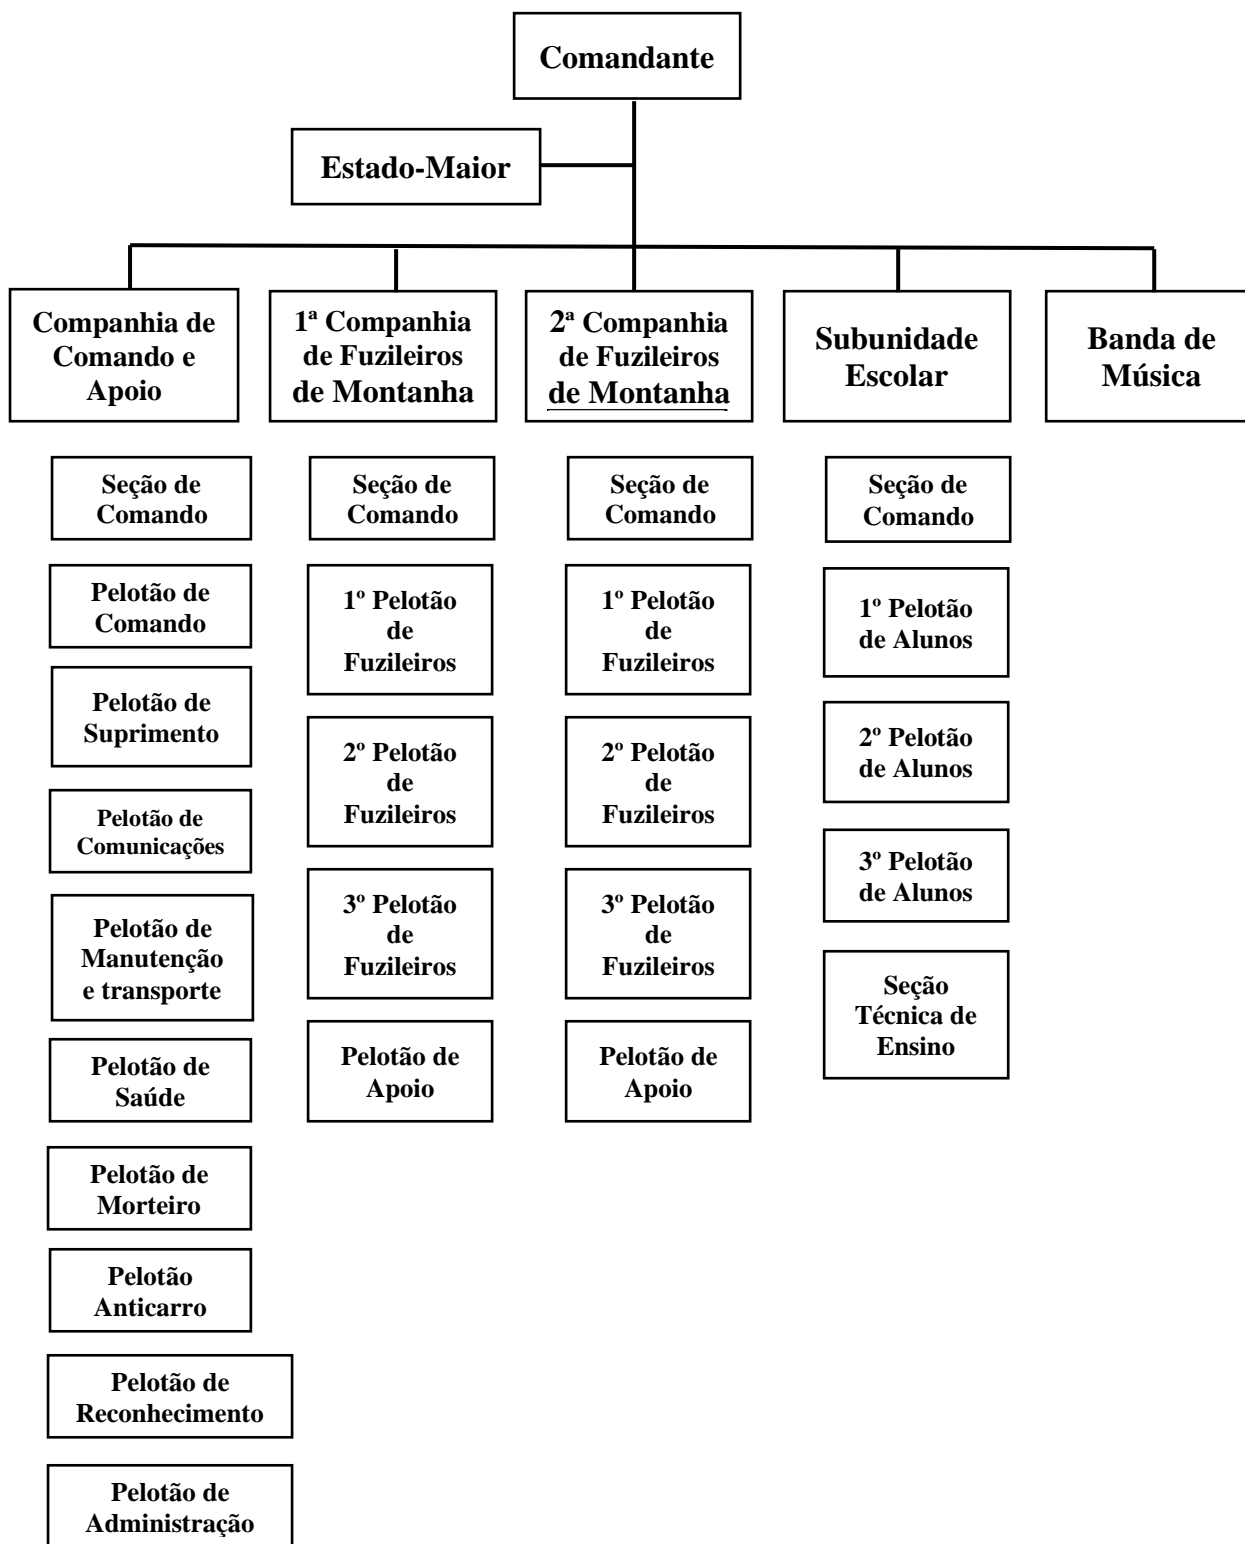 Comandante
Estado-Maior
Companhia de
Comando e
Apoio
1ª Companhia
de Fuzileiros
de Montanha
2ª Companhia
de Fuzileiros
de Montanha
Subunidade
Escolar
Banda de
Música
Seção de
Comando
Pelotão de
Comando
Pelotão de
Suprimento
Pelotão de
Comunicações
Pelotão de
Manutenção
e transporte
Pelotão de
Saúde
Pelotão de
Morteiro
Pelotão
Anticarro
Pelotão de
Reconhecimento
Pelotão de
Administração
Seção de
Comando
1º Pelotão
de
Fuzileiros
2º Pelotão
de
Fuzileiros
3º Pelotão
de
Fuzileiros
Pelotão de
Apoio
Seção de
Comando
1º Pelotão
de
Fuzileiros
2º Pelotão
de
Fuzileiros
3º Pelotão
de
Fuzileiros
Pelotão de
Apoio
Seção de
Comando
1º Pelotão
de Alunos
2º Pelotão
de Alunos
3º Pelotão
de Alunos
Seção
Técnica de
Ensino